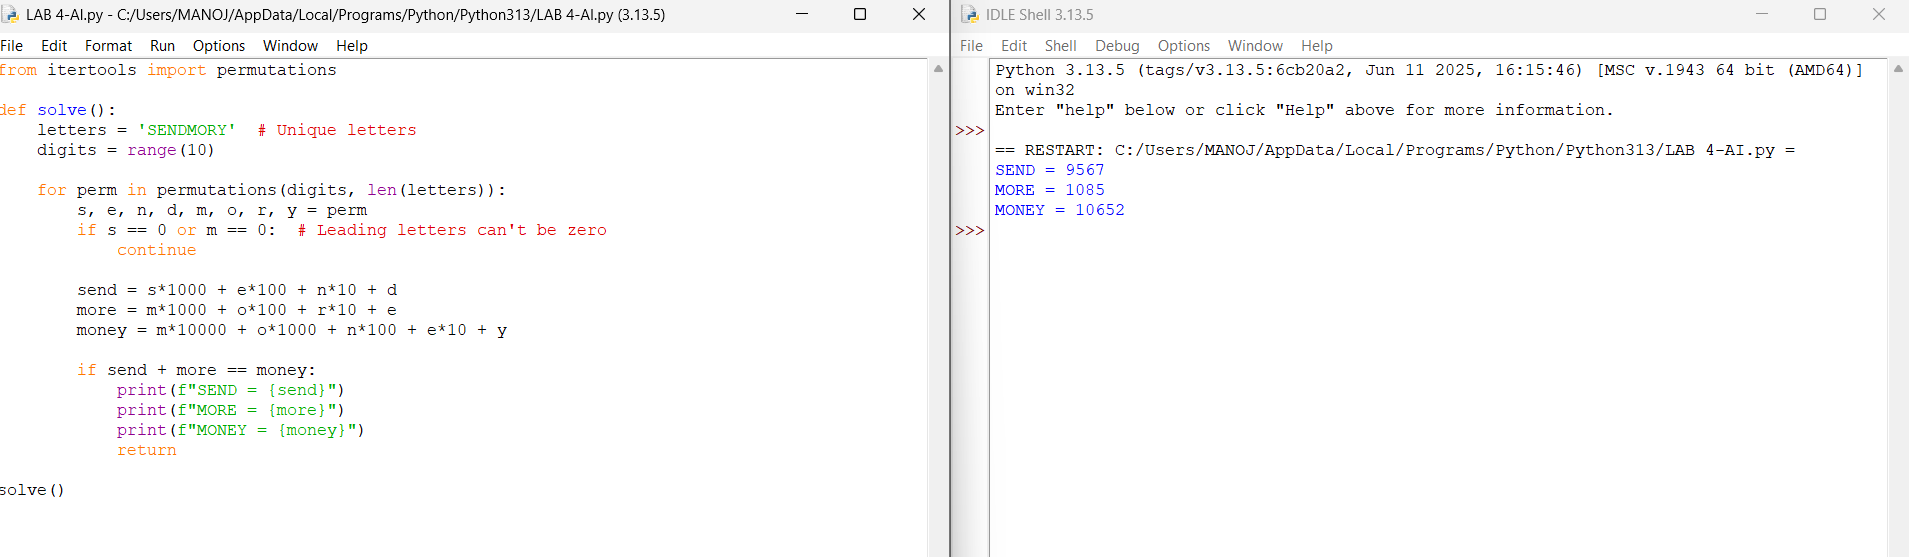 LAB 4-AI.py - C:/Users/MANOJ/AppData/Local/Programs/Python/Python313/LAB 4-AI.py (3.13.5)
File Edit Format Run Options Window Help
from itertools import permutations
def solve():
    letters = 'SENDMORY'  # Unique letters
    digits = range(10)
    for perm in permutations(digits, len(letters)):
        s, e, n, d, m, o, r, y = perm
        if s == 0 or m == 0:  # Leading letters can't be zero
            continue
        send = s*1000 + e*100 + n*10 + d
        more = m*1000 + o*100 + r*10 + e
        money = m*10000 + o*1000 + n*100 + e*10 + y
        if send + more == money:
            print(f"SEND = {send}")
            print(f"MORE = {more}")
            print(f"MONEY = {money}")
            return
solve()
IDLE Shell 3.13.5
File Edit Shell Debug Options Window Help
Python 3.13.5 (tags/v3.13.5:6cb20a2, Jun 11 2025, 16:15:46) [MSC v.1943 64 bit (AMD64)]
on win32
Enter "help" below or click "Help" above for more information.
>>>
== RESTART: C:/Users/MANOJ/AppData/Local/Programs/Python/Python313/LAB 4-AI.py =
SEND = 9567
MORE = 1085
MONEY = 10652
>>>